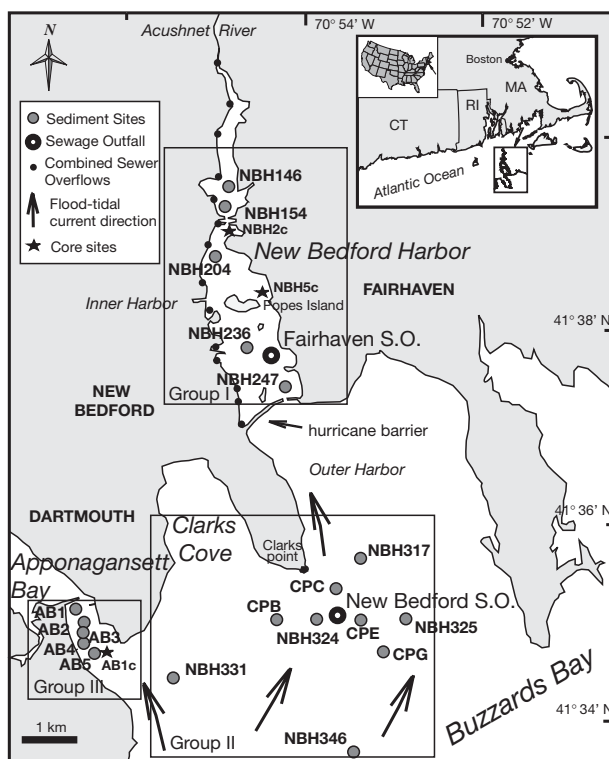 70° 54' W
70° 52' W
N
Acushnet River
Boston
MA
RI
CT
Atlantic Ocean
Sediment Sites
Sewage Outfall
Combined Sewer
Overflows
Flood-tidal
current direction
Core sites
NBH146
NBH154
NBH2c
New Bedford Harbor
NBH204
NBH5c
Inner Harbor
Popes Island
FAIRHAVEN
41° 38' N
NBH236
Fairhaven S.O.
NBH247
Group I
NEW
BEDFORD
hurricane barrier
Outer Harbor
41° 36' N
DARTMOUTH
Clarks
Cove
Clarks
point
NBH317
Apponagansett
Bay
CPC
New Bedford S.O.
AB1
AB2
AB3
AB4
AB5
AB1c
CPB
NBH324
CPE
NBH325
CPG
Group III
NBH331
Buzzards Bay
1 km
Group II
NBH346
41° 34' N